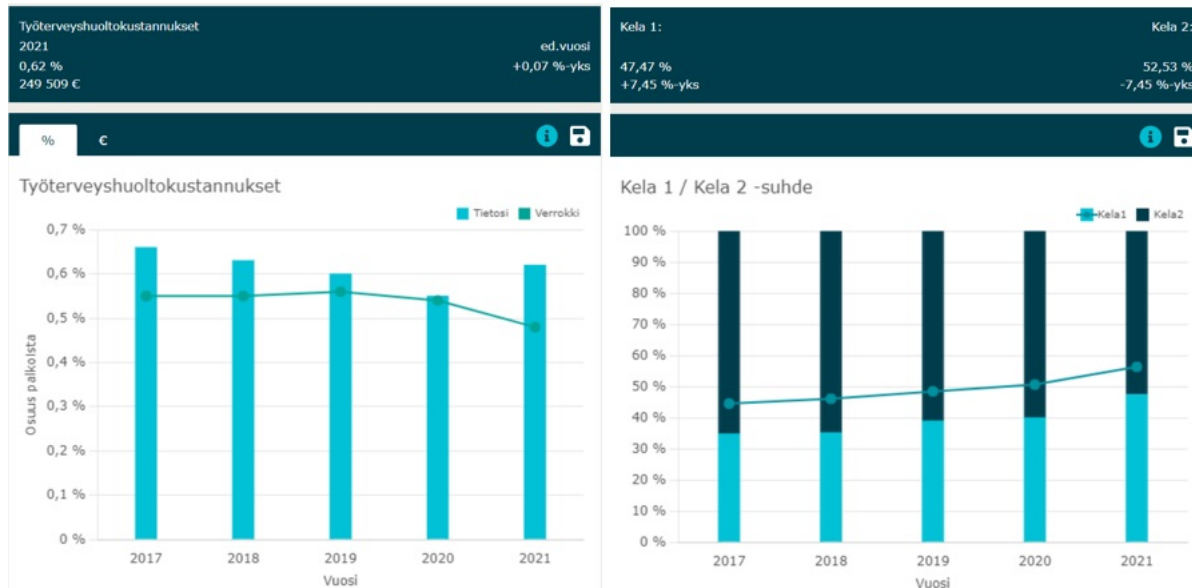 Työterveyshuoltokustannukset
2021 ed.vuosi
0,62 % +0,07 %-yks
249 509 €
% €
Työterveyshuoltokustannukset
Tietosi Verrokki
0,7 %
0,6 %
0,5 %
0,4 %
0,3 %
0,2 %
0,1 %
0 %
Osuus palkoista
2017 2018 2019 2020 2021
Vuosi
Kela 1: Kela 2:
47,47 % 52,53 %
+7,45 %-yks -7,45 %-yks
Kela 1 / Kela 2 -suhde
Kela1 Kela2
100 %
90 %
80 %
70 %
60 %
50 %
40 %
30 %
20 %
10 %
0 %
2017 2018 2019 2020 2021
Vuosi